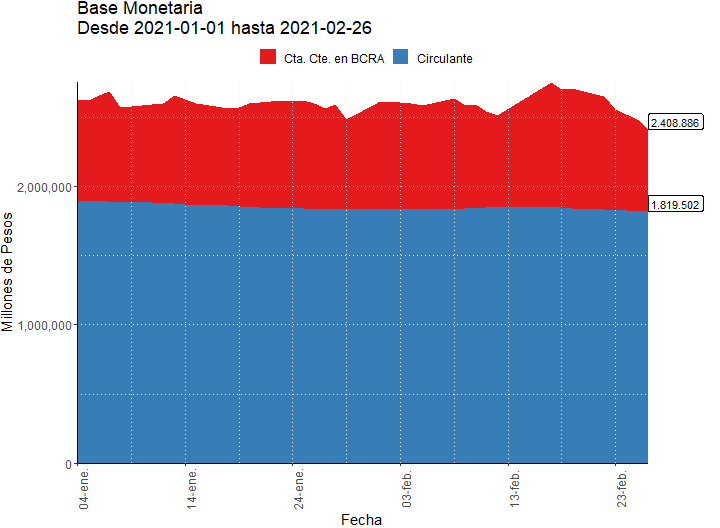 Base Monetaria
Desde 2021-01-01 hasta 2021-02-26
Cta. Cte. en BCRA
Circulante
Millones de Pesos
2,000,000
1,000,000
0
2.408.886
1.819.502
04-ene.
14-ene.
24-ene.
03-feb.
13-feb.
23-feb.
Fecha